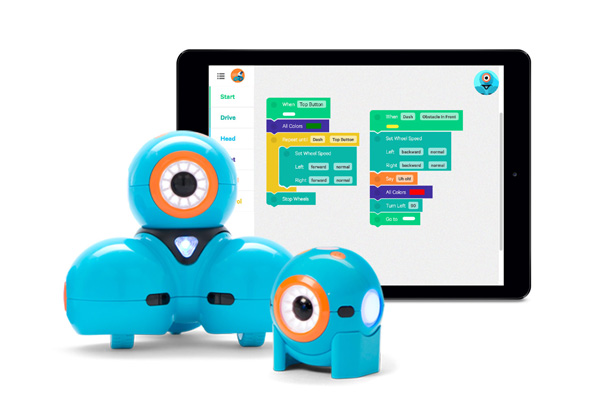 Start
Drive
Head
When Top Button
All Colors
Repeat until Dash Top Button
Set Wheel Speed
Left forward normal
Right forward normal
Stop Wheels
When Dash Obstacle in Front
Set Wheel Speed
Left backward normal
Right backward normal
Say Uh oh!
All Colors
Turn Left
Go to